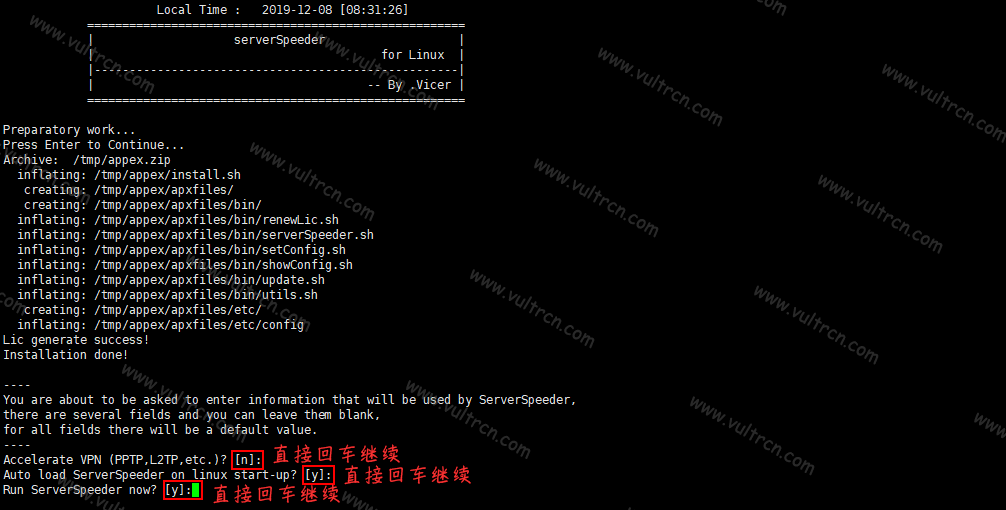 Local Time :   2019-12-08 [08:31:26]
=====================================================
|                    serverSpeeder                   |
|                                         for Linux  |
|----------------------------------------------------|
|                                       -- By .Vicer |
=====================================================
Preparatory work...
Press Enter to Continue...
Archive:  /tmp/appex.zip
  inflating: /tmp/appex/install.sh
   creating: /tmp/appex/apxfiles/
   creating: /tmp/appex/apxfiles/bin/
  inflating: /tmp/appex/apxfiles/bin/renewLic.sh
  inflating: /tmp/appex/apxfiles/bin/serverSpeeder.sh
  inflating: /tmp/appex/apxfiles/bin/setConfig.sh
  inflating: /tmp/appex/apxfiles/bin/showConfig.sh
  inflating: /tmp/appex/apxfiles/bin/update.sh
  inflating: /tmp/appex/apxfiles/bin/utils.sh
   creating: /tmp/appex/apxfiles/etc/
  inflating: /tmp/appex/apxfiles/etc/config
Lic generate success!
Installation done!
----
You are about to be asked to enter information that will be used by ServerSpeeder,
there are several fields and you can leave them blank,
for all fields there will be a default value.
----
Accelerate VPN (PPTP,L2TP,etc.)? [n]: 直接回车继续
Auto load ServerSpeeder on linux start-up? [y]: 直接回车继续
Run ServerSpeeder now? [y]: 直接回车继续
www.vultrcn.com